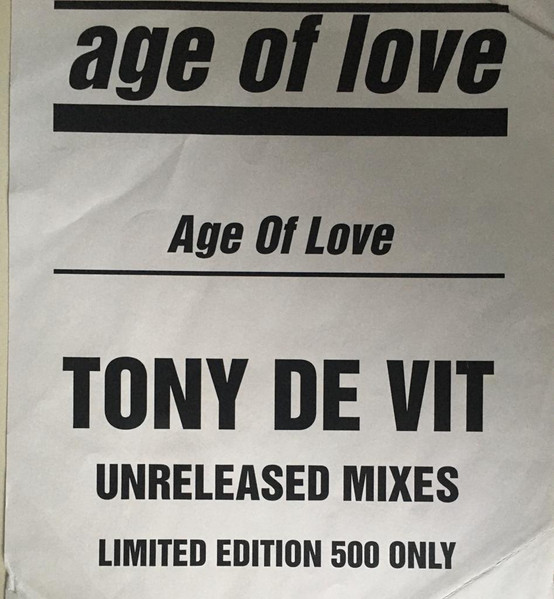 age of love
Age Of Love
TONY DE VIT
UNRELEASED MIXES
LIMITED EDITION 500 ONLY